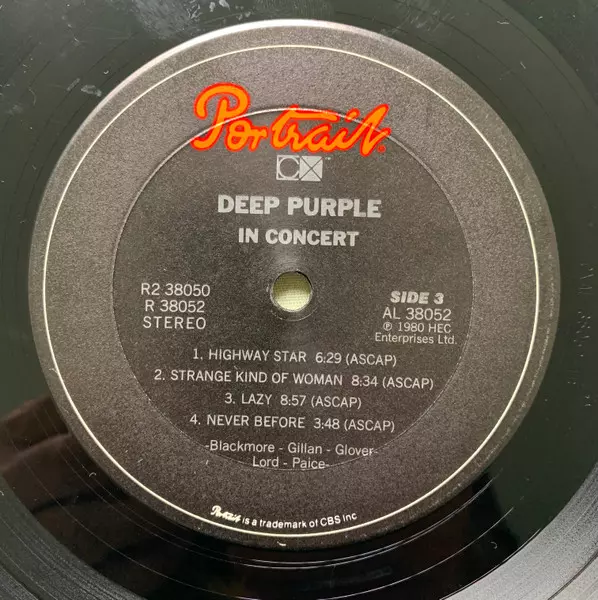 Portrait
CX™
DEEP PURPLE
IN CONCERT
R2 38050
R 38052
STEREO
SIDE 3
AL 38052
℗ 1980 HEC
Enterprises Ltd.
1. HIGHWAY STAR 6:29 (ASCAP)
2. STRANGE KIND OF WOMAN 8:34 (ASCAP)
3. LAZY 8:57 (ASCAP)
4. NEVER BEFORE 3:48 (ASCAP)
-Blackmore - Gillan - Glover-
Lord - Paice-
Portrait is a trademark of CBS inc